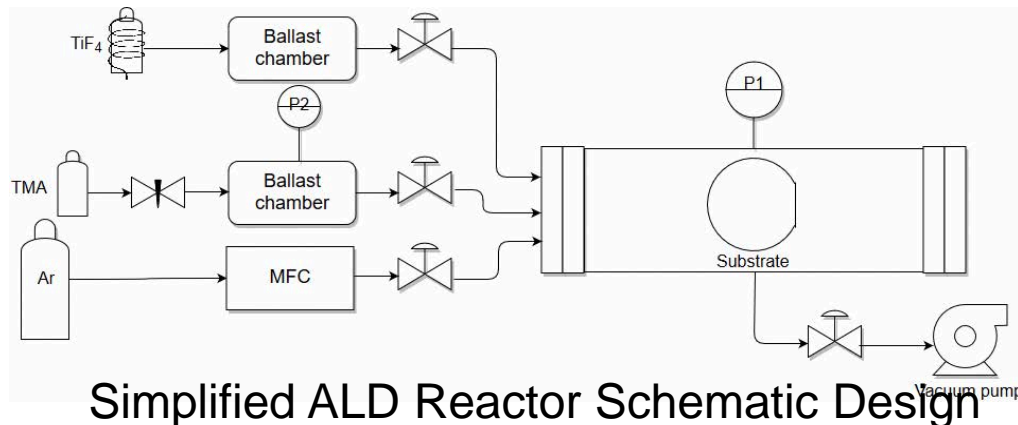 TiF4
Ballast
chamber
P2
P1
TMA
Ballast
chamber
Ar
MFC
Substrate
Vacuum pump
Simplified ALD Reactor Schematic Design